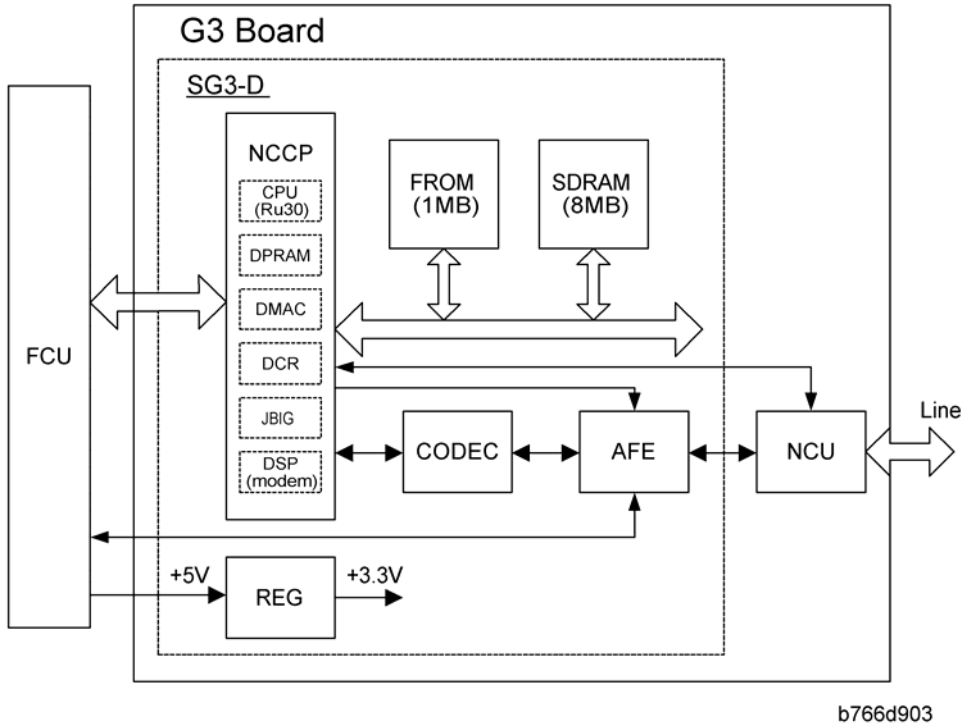 G3 Board
SG3-D
NCCP
CPU
(Ru30)
DPRAM
DMAC
DCR
JBIG
DSP
(modem)
FROM
(1MB)
SDRAM
(8MB)
FCU
CODEC
AFE
NCU
Line
+5V
REG
+3.3V
b766d903